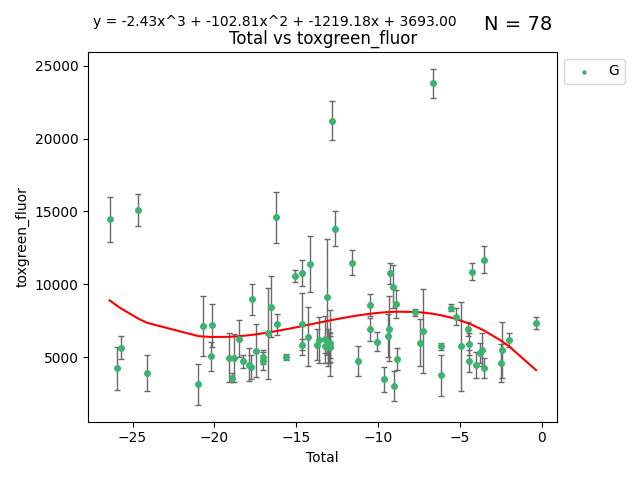 y = -2.43x^3 + -102.81x^2 + -1219.18x + 3693.00
N = 78
Total vs toxgreen_fluor
G
25000
20000
15000
10000
5000
toxgreen_fluor
−25
−20
−15
−10
−5
0
Total